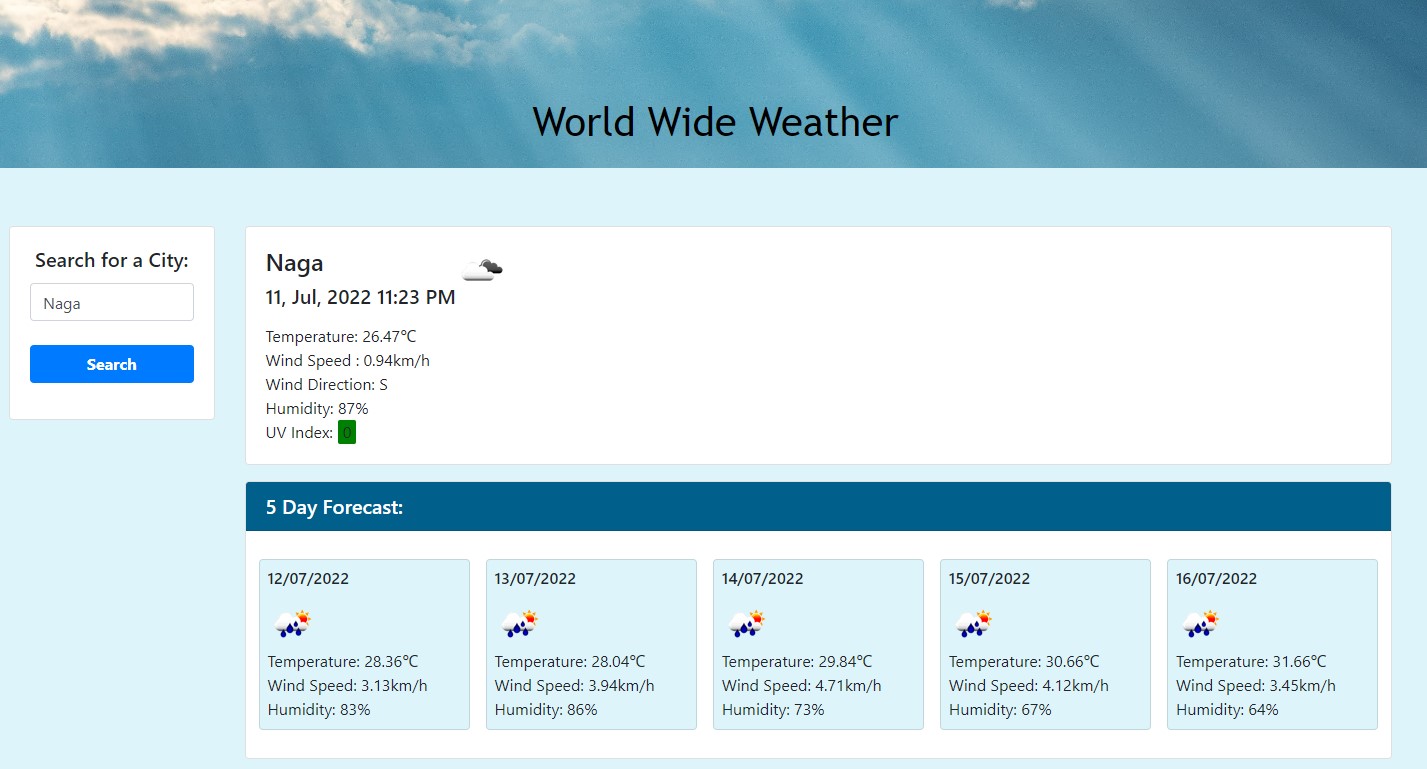 World Wide Weather
Search for a City:
Naga
Search
Naga
11, Jul, 2022 11:23 PM
Temperature: 26.47℃
Wind Speed : 0.94km/h
Wind Direction: S
Humidity: 87%
UV Index: 0
5 Day Forecast:
12/07/2022
Temperature: 28.36℃
Wind Speed: 3.13km/h
Humidity: 83%
13/07/2022
Temperature: 28.04℃
Wind Speed: 3.94km/h
Humidity: 86%
14/07/2022
Temperature: 29.84℃
Wind Speed: 4.71km/h
Humidity: 73%
15/07/2022
Temperature: 30.66℃
Wind Speed: 4.12km/h
Humidity: 67%
16/07/2022
Temperature: 31.66℃
Wind Speed: 3.45km/h
Humidity: 64%